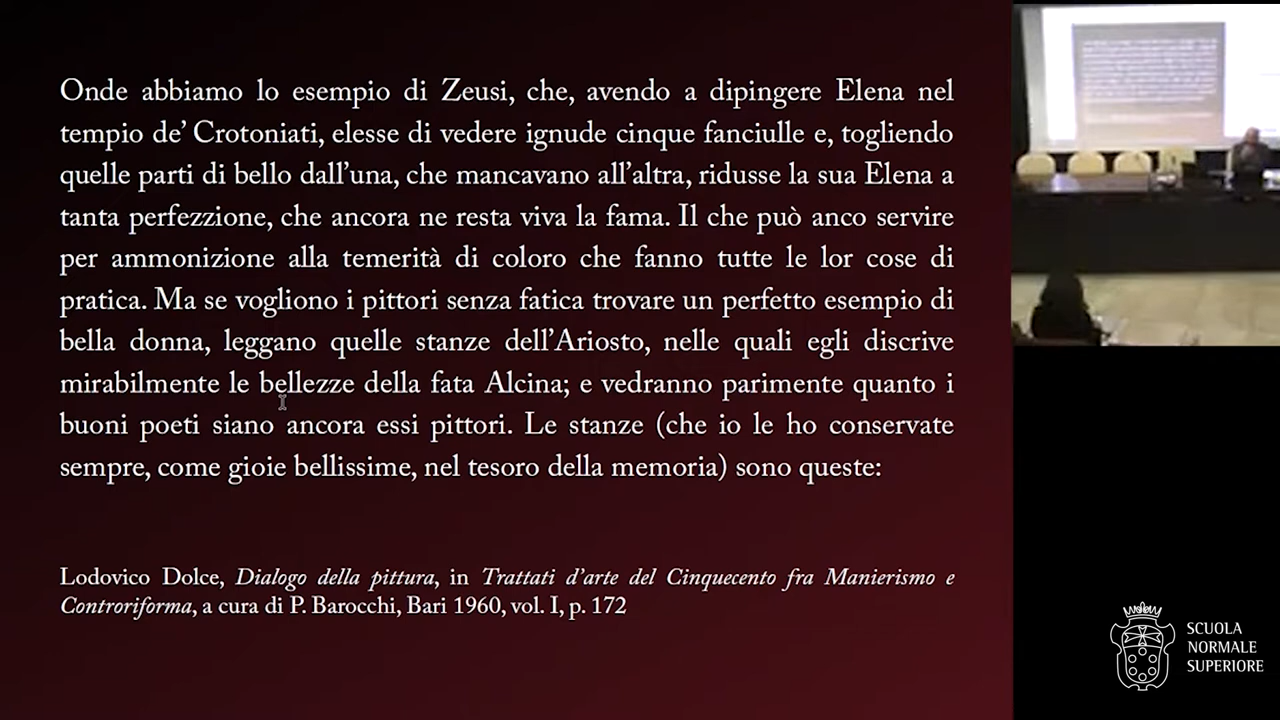 Onde abbiamo lo esempio di Zeusi, che, avendo a dipingere Elena nel
tempio de’ Crotoniati, elesse di vedere ignude cinque fanciulle e, togliendo
quelle parti di bello dall’una, che mancavano all’altra, ridusse la sua Elena a
tanta perfezzione, che ancora ne resta viva la fama. Il che può anco servire
per ammonizione alla temerità di coloro che fanno tutte le lor cose di
pratica. Ma se vogliono i pittori senza fatica trovare un perfetto esempio di
bella donna, leggano quelle stanze dell’Ariosto, nelle quali egli discrive
mirabilmente le bellezze della fata Alcina; e vedranno parimente quanto i
buoni poeti siano ancora essi pittori. Le stanze (che io le ho conservate
sempre, come gioie bellissime, nel tesoro della memoria) sono queste:
Lodovico Dolce, Dialogo della pittura, in Trattati d’arte del Cinquecento fra Manierismo e
Controriforma, a cura di P. Barocchi, Bari 1960, vol. I, p. 172
SCUOLA
NORMALE
SUPERIORE